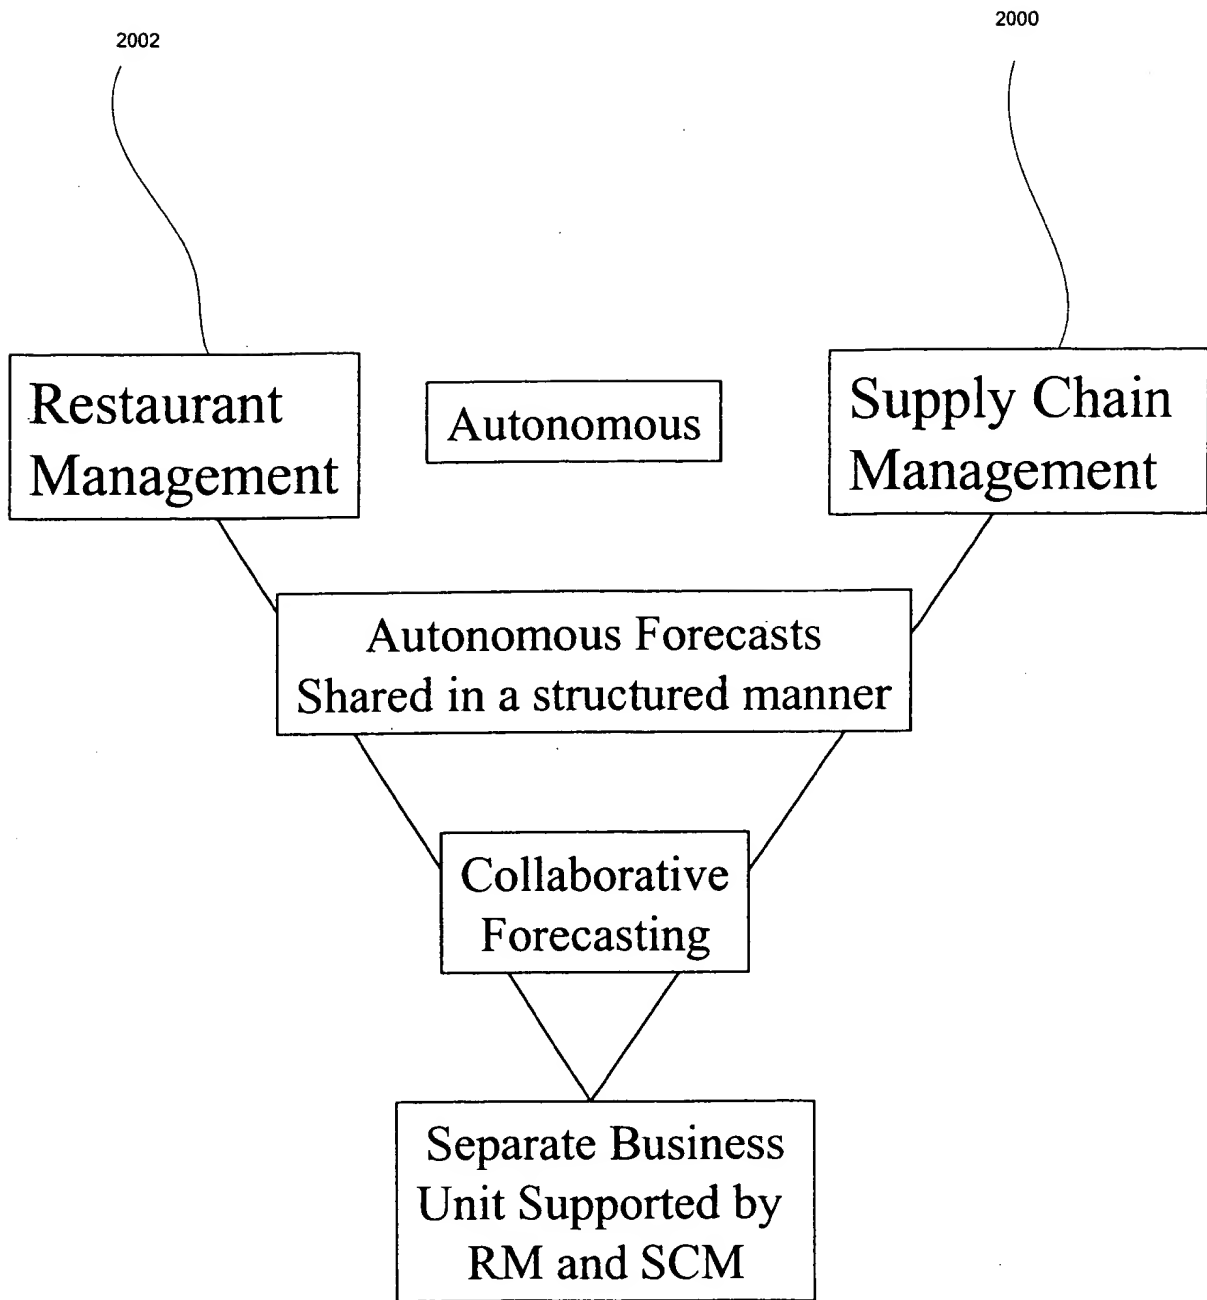 2002
2000
Restaurant
Management
Autonomous
Supply Chain
Management
Autonomous Forecasts
Shared in a structured manner
Collaborative
Forecasting
Separate Business
Unit Supported by
RM and SCM